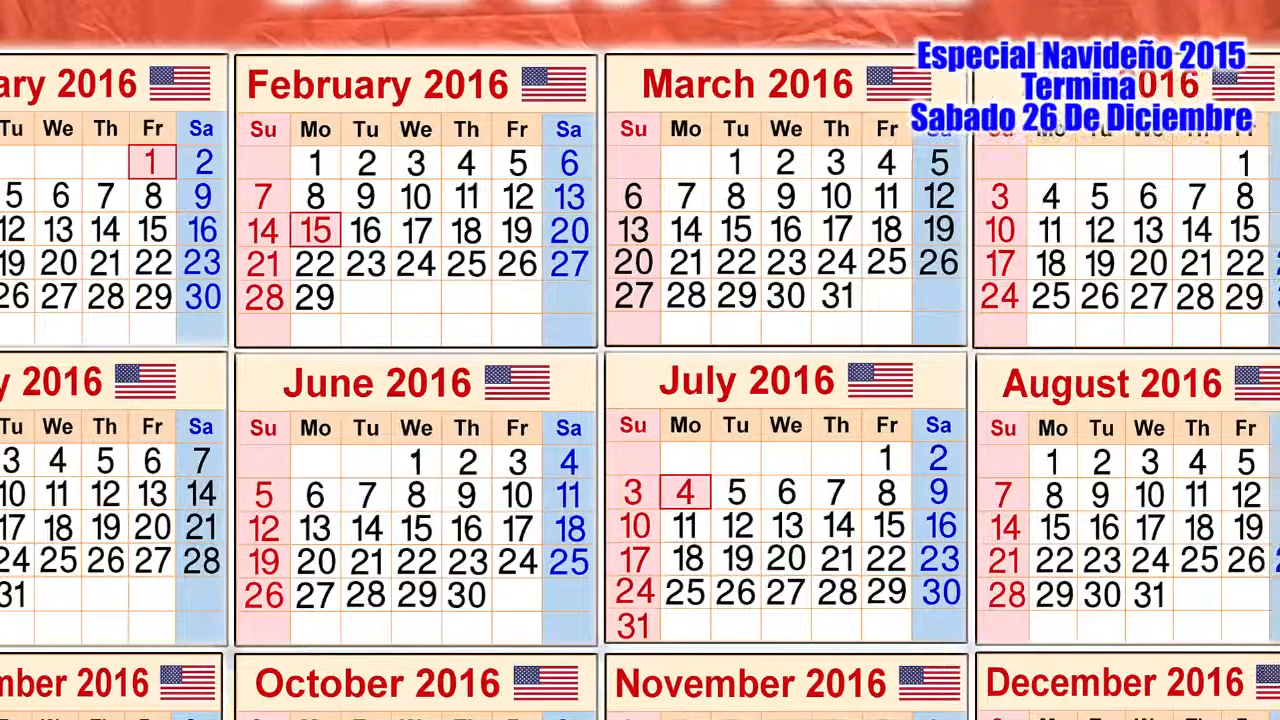 ary 2016
February 2016
March 2016
Especial Navideño 2015
Termina
016
Sabado 26 De Diciembre
Tu We Th Fr Sa
1 2
5 6 7 8 9
12 13 14 15 16
19 20 21 22 23
26 27 28 29 30
Su Mo Tu We Th Fr Sa
1 2 3 4 5 6
7 8 9 10 11 12 13
14 15 16 17 18 19 20
21 22 23 24 25 26 27
28 29
Su Mo Tu We Th Fr Sa
1 2 3 4 5
6 7 8 9 10 11 12
13 14 15 16 17 18 19
20 21 22 23 24 25 26
27 28 29 30 31
Su Mo Tu We Th Fr
1
3 4 5 6 7 8
10 11 12 13 14 15
17 18 19 20 21 22
24 25 26 27 28 29
y 2016
June 2016
July 2016
August 2016
Tu We Th Fr Sa
3 4 5 6 7
10 11 12 13 14
17 18 19 20 21
24 25 26 27 28
31
Su Mo Tu We Th Fr Sa
1 2 3 4
5 6 7 8 9 10 11
12 13 14 15 16 17 18
19 20 21 22 23 24 25
26 27 28 29 30
Su Mo Tu We Th Fr Sa
1 2
3 4 5 6 7 8 9
10 11 12 13 14 15 16
17 18 19 20 21 22 23
24 25 26 27 28 29 30
31
Su Mo Tu We Th Fr
1 2 3 4 5
7 8 9 10 11 12
14 15 16 17 18 19
21 22 23 24 25 26
28 29 30 31
mber 2016
October 2016
November 2016
December 2016